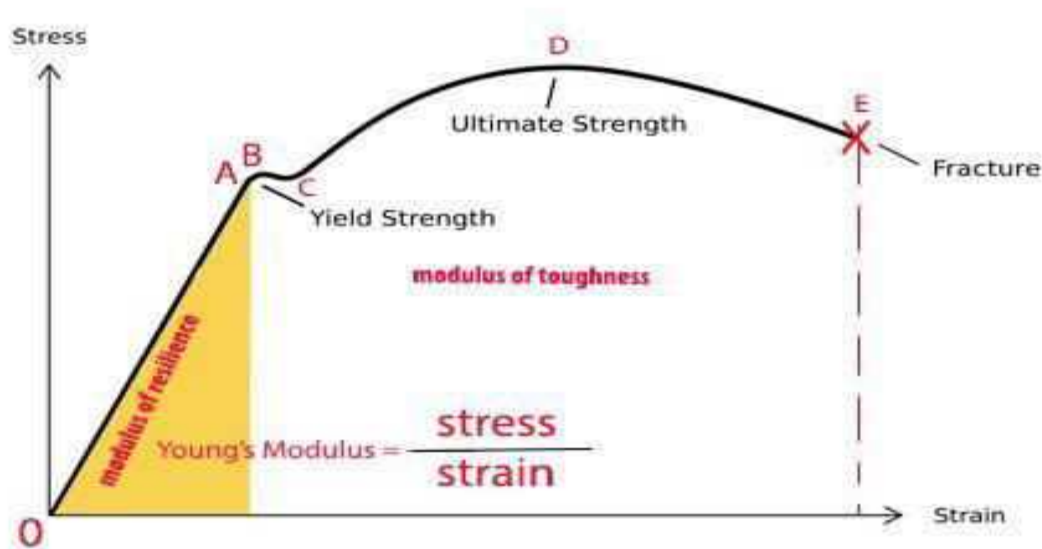 Stress
D
E
Ultimate Strength
B
A
C
Fracture
Yield Strength
modulus of toughness
modulus of resilience
Young's Modulus = stress
strain
O
Strain